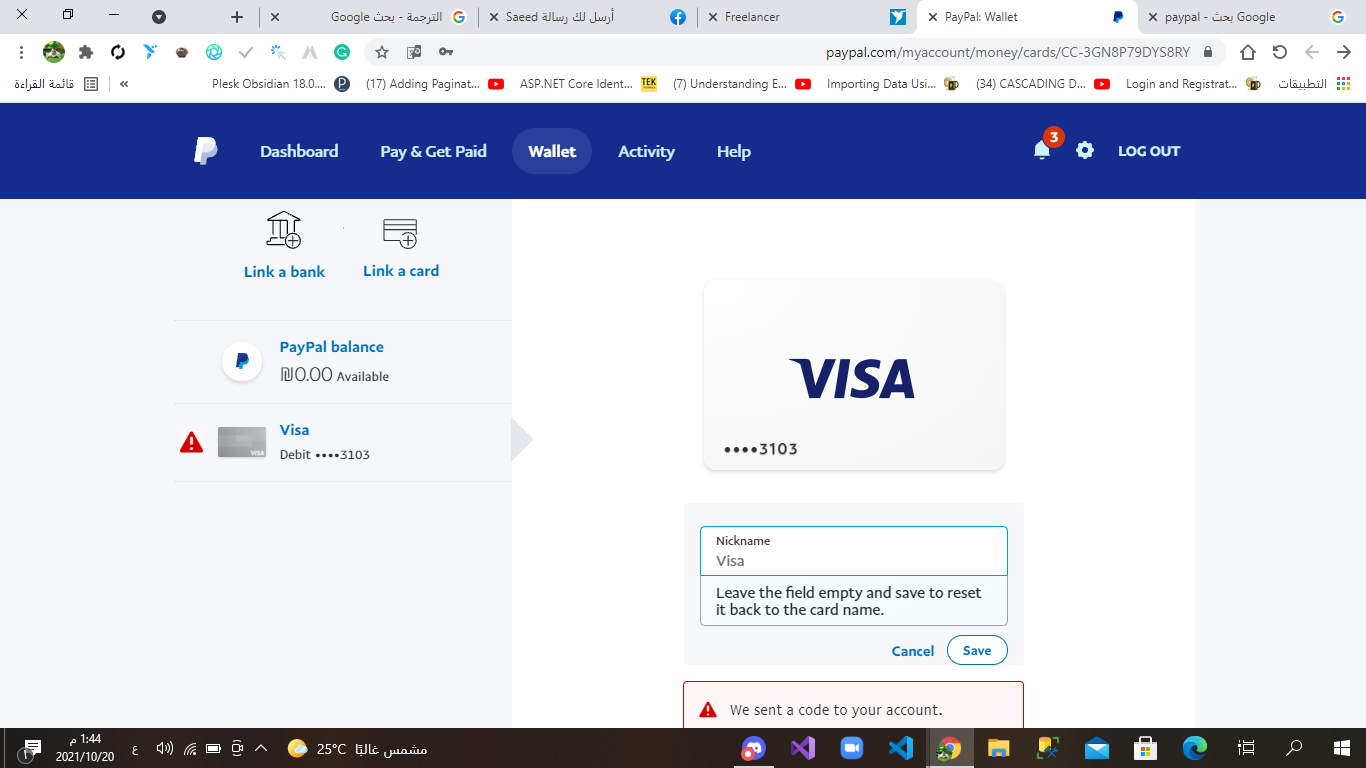 الترجمة - بحث Google
أرسل لك رسالة Saeed
Freelancer
PayPal: Wallet
paypal - بحث Google
paypal.com/myaccount/money/cards/CC-3GN8P79DYS8RY
قائمة القراءة
Plesk Obsidian 18.0....
(17) Adding Paginat...
ASP.NET Core Ident...
TEK
(7) Understanding E...
Importing Data Usi...
(34) CASCADING D...
Login and Registrat...
التطبيقات
Dashboard
Pay & Get Paid
Wallet
Activity
Help
3
LOG OUT
Link a bank
Link a card
PayPal balance
₪0.00 Available
Visa
Debit ••••3103
VISA
VISA
••••3103
Nickname
Visa
Leave the field empty and save to reset
it back to the card name.
Cancel
Save
We sent a code to your account.
1:44 م
2021/10/20
١
ع
25°C مشمس غالبًا